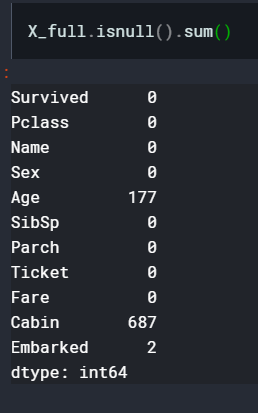 X_full.isnull().sum()
:
Survived      0
Pclass        0
Name          0
Sex           0
Age         177
SibSp         0
Parch         0
Ticket        0
Fare          0
Cabin       687
Embarked      2
dtype: int64